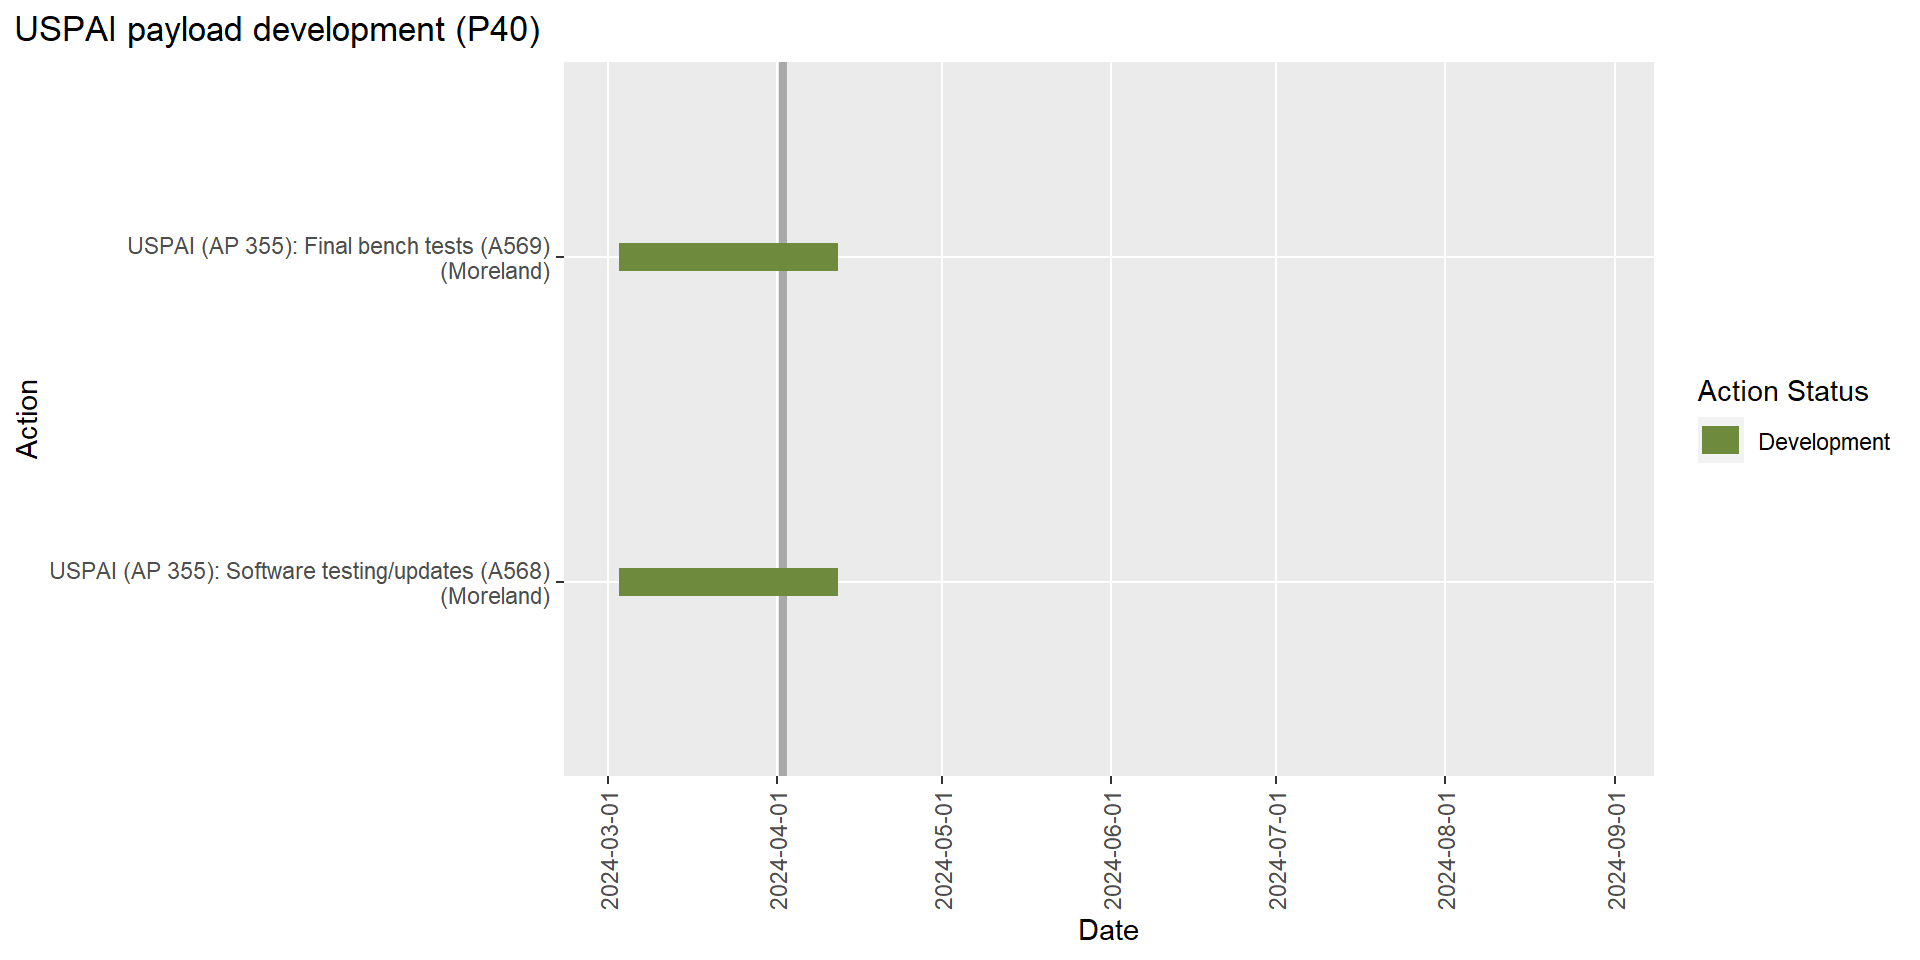 USPAI payload development (P40)
USPAI (AP 355): Final bench tests (A569)
(Moreland)
Action
USPAI (AP 355): Software testing/updates (A568)
(Moreland)
Action Status
Development
2024-03-01
2024-04-01
2024-05-01
2024-06-01
2024-07-01
2024-08-01
2024-09-01
Date